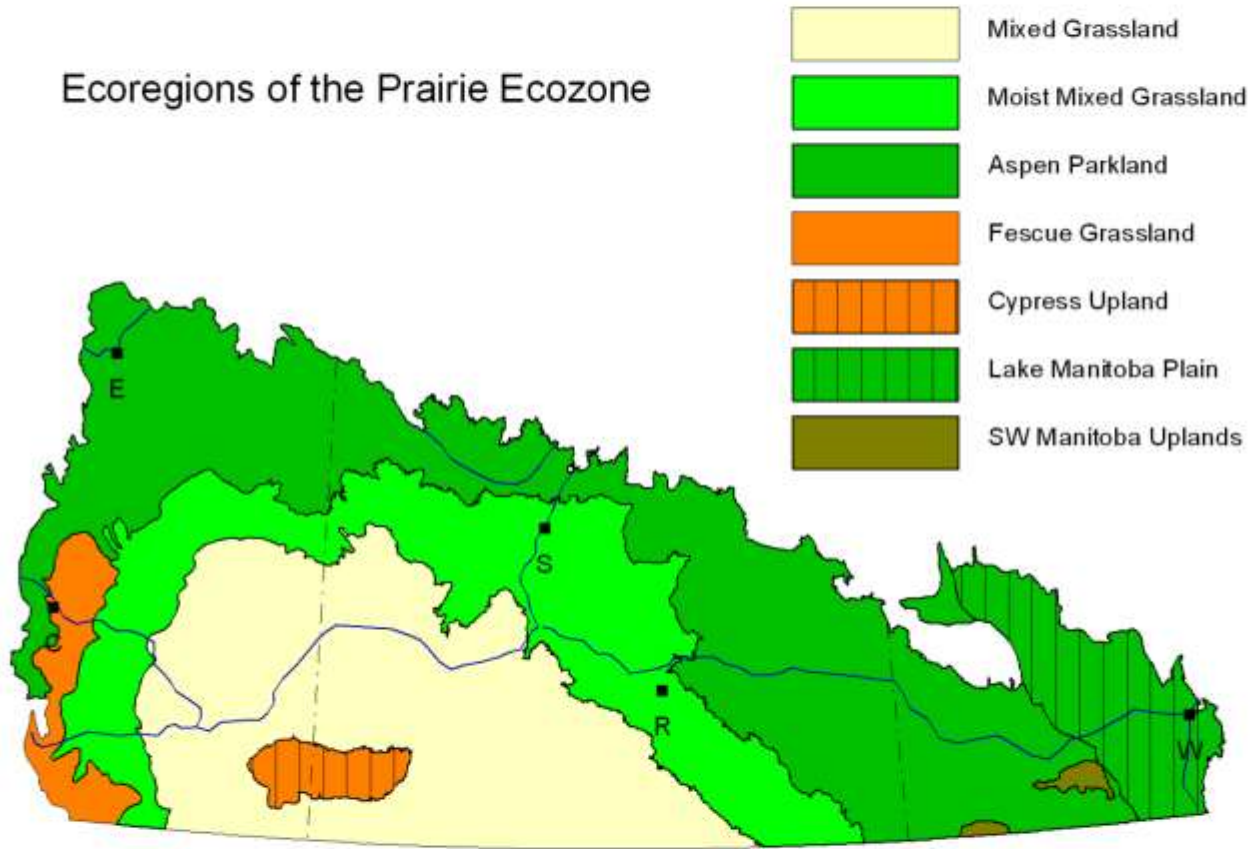 Ecoregions of the Prairie Ecozone
Mixed Grassland
Moist Mixed Grassland
Aspen Parkland
Fescue Grassland
Cypress Upland
Lake Manitoba Plain
SW Manitoba Uplands
E
S
C
R
W